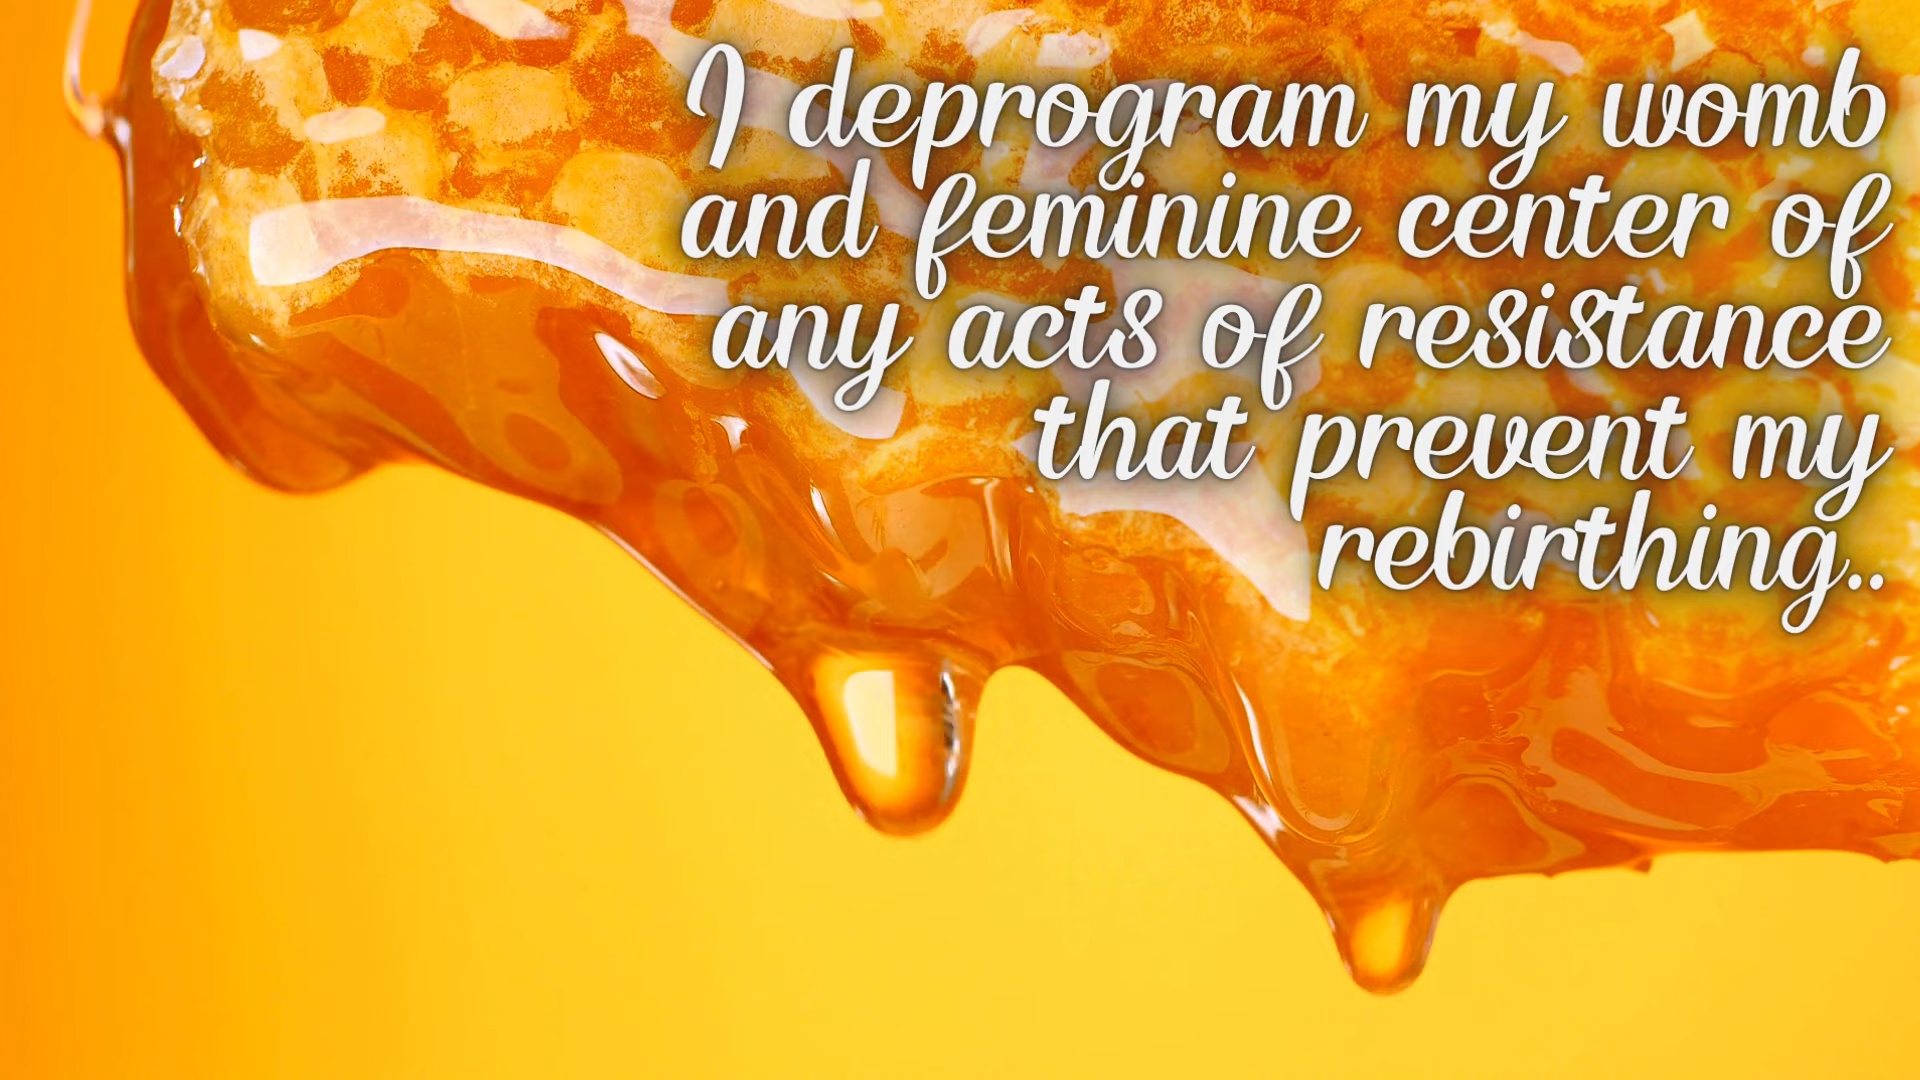 I deprogram my womb
and feminine center of
any acts of resistance
that prevent my
rebirthing..